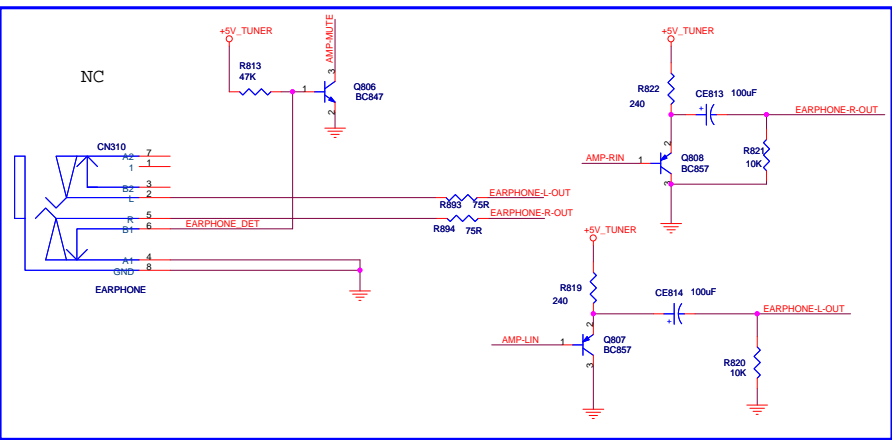 +5V_TUNER
AMP-MUTE
R813
47K
1
3
2
Q806
BC847
NC
CN310
A2
7
1
1
B2
3
L
2
R
5
B1
6
A1
4
GND
8
EARPHONE
EARPHONE_DET
R893
75R
EARPHONE-L-OUT
R894
75R
EARPHONE-R-OUT
+5V_TUNER
R822
240
CE813
100uF
+
EARPHONE-R-OUT
AMP-RIN
1
2
3
Q808
BC857
R821
10K
+5V_TUNER
R819
240
CE814
100uF
+
EARPHONE-L-OUT
AMP-LIN
1
2
3
Q807
BC857
R820
10K